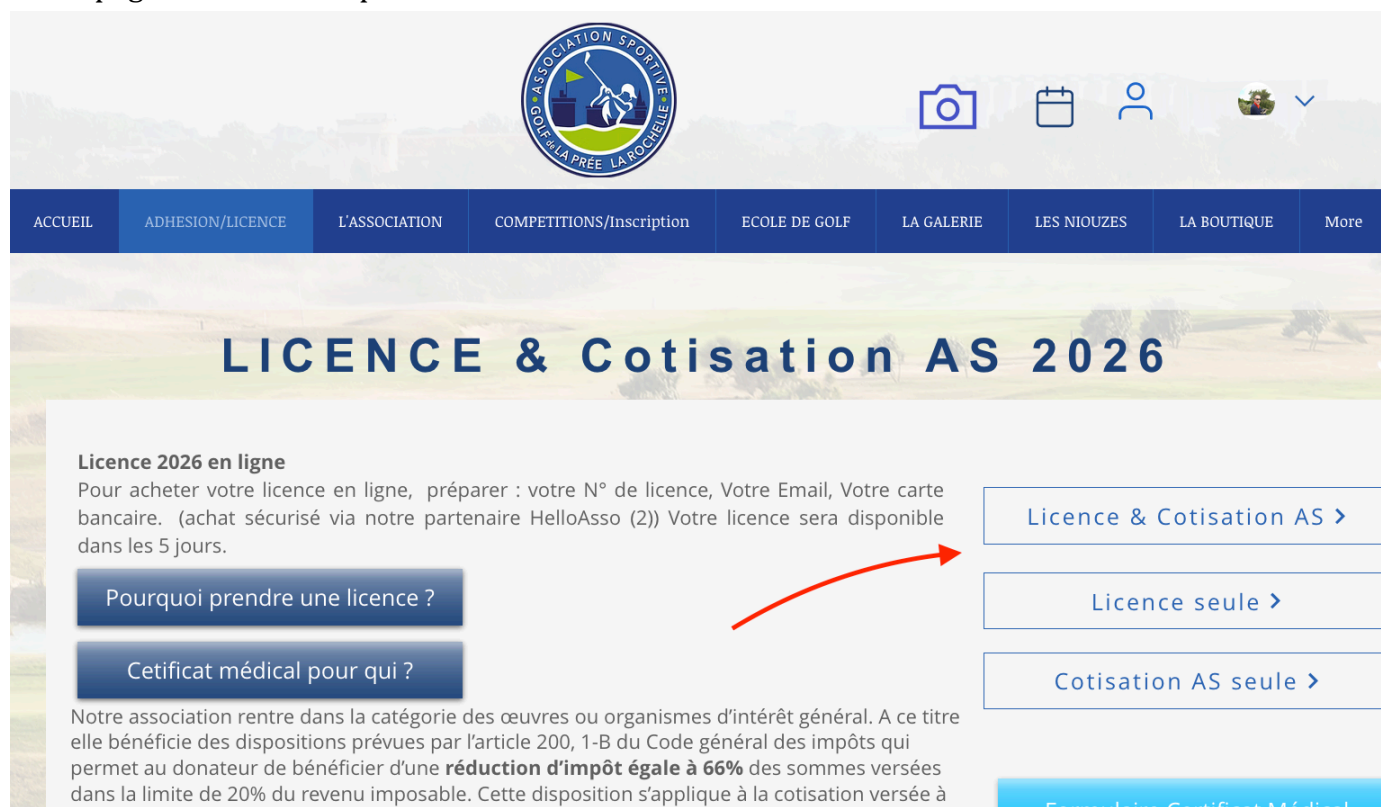 ASSOCIATION SPORTIVE
GOLF de LA PRÉE LA ROCHELLE
ACCUEIL
ADHESION/LICENCE
L'ASSOCIATION
COMPETITIONS/Inscription
ECOLE DE GOLF
LA GALERIE
LES NIOUZES
LA BOUTIQUE
More
LICENCE & Cotisation AS 2026
Licence 2026 en ligne
Pour acheter votre licence en ligne, préparer : votre N° de licence, Votre Email, Votre carte
bancaire. (achat sécurisé via notre partenaire HelloAsso (2)) Votre licence sera disponible
dans les 5 jours.
Pourquoi prendre une licence ?
Cetificat médical pour qui ?
Notre association rentre dans la catégorie des œuvres ou organismes d’intérêt général. A ce titre
elle bénéficie des dispositions prévues par l’article 200, 1-B du Code général des impôts qui
permet au donateur de bénéficier d’une réduction d’impôt égale à 66% des sommes versées
dans la limite de 20% du revenu imposable. Cette disposition s’applique à la cotisation versée à
Licence & Cotisation AS >
Licence seule >
Cotisation AS seule >
Formulaire Certificat Médical